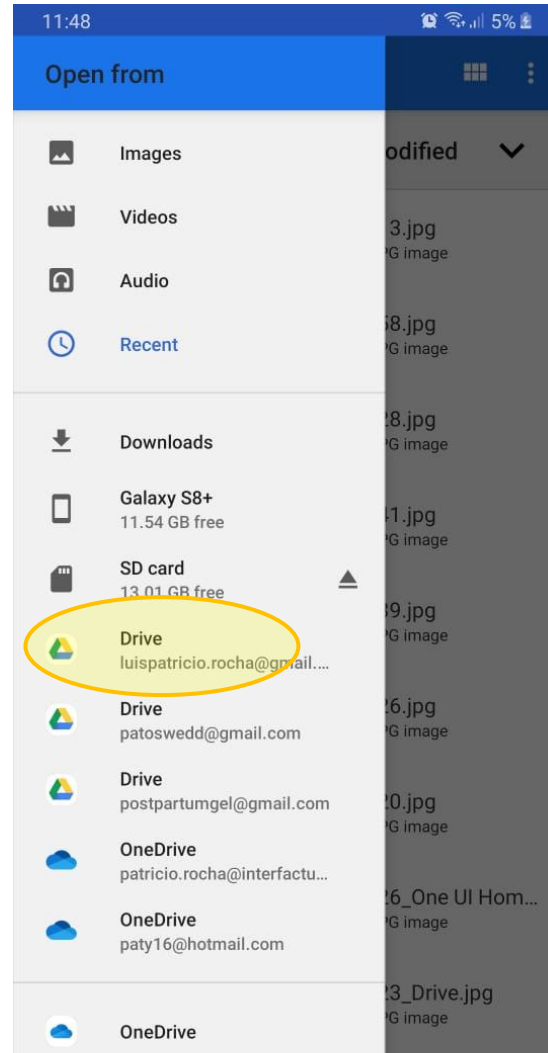 11:48 5%
Open from
Images
odified
Videos
3.jpg
PG image
Audio
58.jpg
Recent
PG image
28.jpg
Downloads
PG image
Galaxy S8+
11.54 GB free
41.jpg
PG image
SD card
13.01 GB free
39.jpg
Drive
PG image
luispatricio.rocha@gmail....
Drive
26.jpg
patoswedd@gmail.com
PG image
Drive
postpartumgel@gmail.com
20.jpg
PG image
OneDrive
patricio.rocha@interfactu...
26_One UI Hom...
OneDrive
PG image
paty16@hotmail.com
23_Drive.jpg
OneDrive
PG image